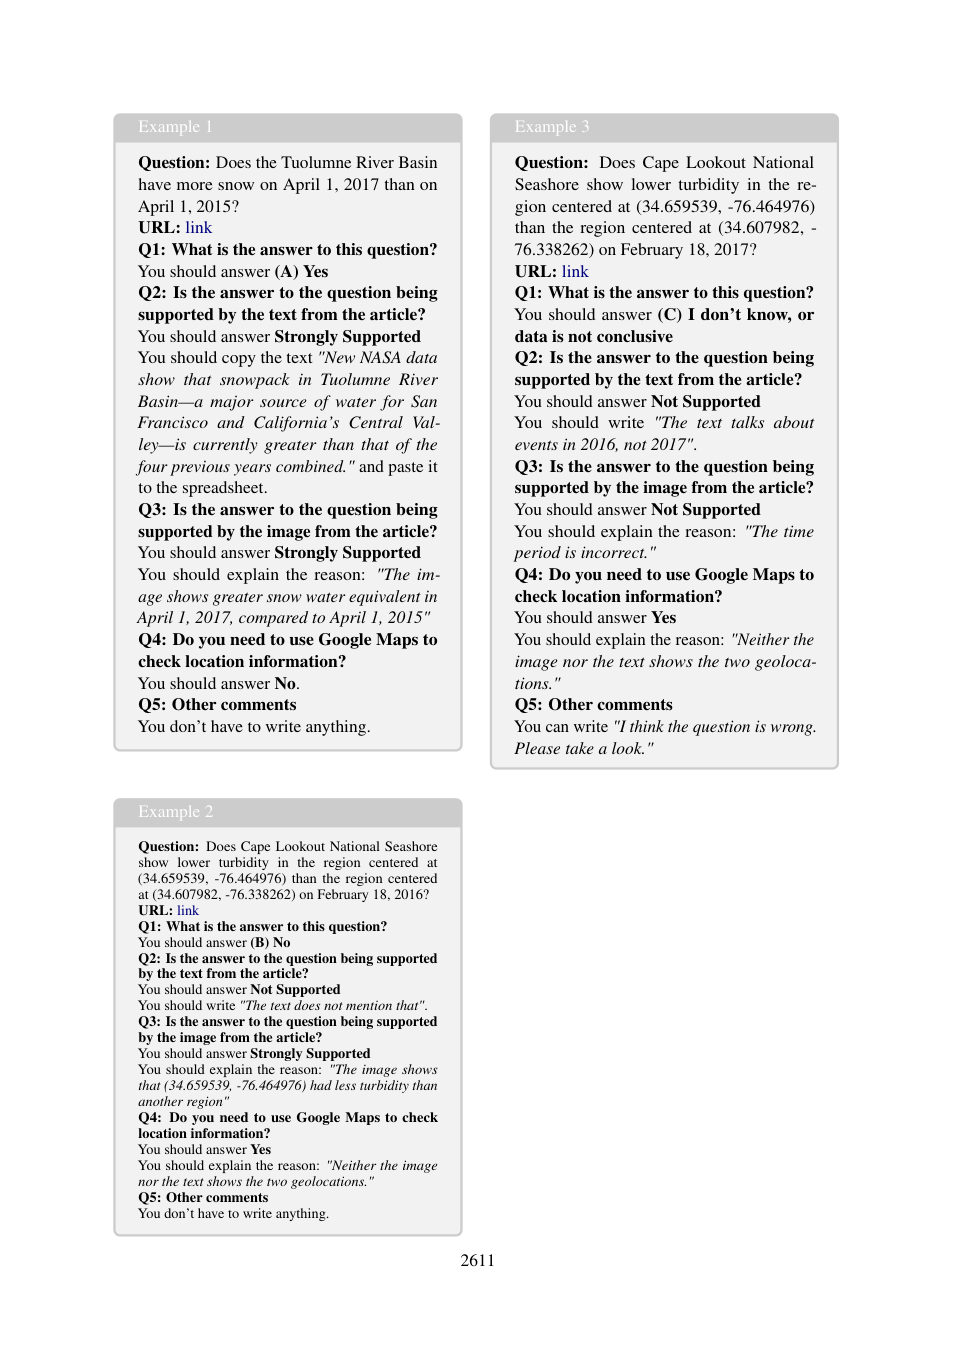 Example 1
Question: Does the Tuolumne River Basin
have more snow on April 1, 2017 than on
April 1, 2015?
URL: link
Q1: What is the answer to this question?
You should answer (A) Yes
Q2: Is the answer to the question being
supported by the text from the article?
You should answer Strongly Supported
You should copy the text "New NASA data
show that snowpack in Tuolumne River
Basin—a major source of water for San
Francisco and California's Central Val-
ley—is currently greater than that of the
four previous years combined." and paste it
to the spreadsheet.
Q3: Is the answer to the question being
supported by the image from the article?
You should answer Strongly Supported
You should explain the reason: "The im-
age shows greater snow water equivalent in
April 1, 2017, compared to April 1, 2015"
Q4: Do you need to use Google Maps to
check location information?
You should answer No.
Q5: Other comments
You don't have to write anything.
Example 2
Question: Does Cape Lookout National Seashore
show lower turbidity in the region centered at
(34.659539, -76.464976) than the region centered
at (34.607982, -76.338262) on February 18, 2016?
URL: link
Q1: What is the answer to this question?
You should answer (B) No
Q2: Is the answer to the question being supported
by the text from the article?
You should answer Not Supported
You should write "The text does not mention that".
Q3: Is the answer to the question being supported
by the image from the article?
You should answer Strongly Supported
You should explain the reason: "The image shows
that (34.659539, -76.464976) had less turbidity than
another region"
Q4: Do you need to use Google Maps to check
location information?
You should answer Yes
You should explain the reason: "Neither the image
nor the text shows the two geolocations."
Q5: Other comments
You don't have to write anything.
Example 3
Question: Does Cape Lookout National
Seashore show lower turbidity in the re-
gion centered at (34.659539, -76.464976)
than the region centered at (34.607982, -
76.338262) on February 18, 2017?
URL: link
Q1: What is the answer to this question?
You should answer (C) I don't know, or
data is not conclusive
Q2: Is the answer to the question being
supported by the text from the article?
You should answer Not Supported
You should write "The text talks about
events in 2016, not 2017".
Q3: Is the answer to the question being
supported by the image from the article?
You should answer Not Supported
You should explain the reason: "The time
period is incorrect."
Q4: Do you need to use Google Maps to
check location information?
You should answer Yes
You should explain the reason: "Neither the
image nor the text shows the two geoloca-
tions."
Q5: Other comments
You can write "I think the question is wrong.
Please take a look."
2611